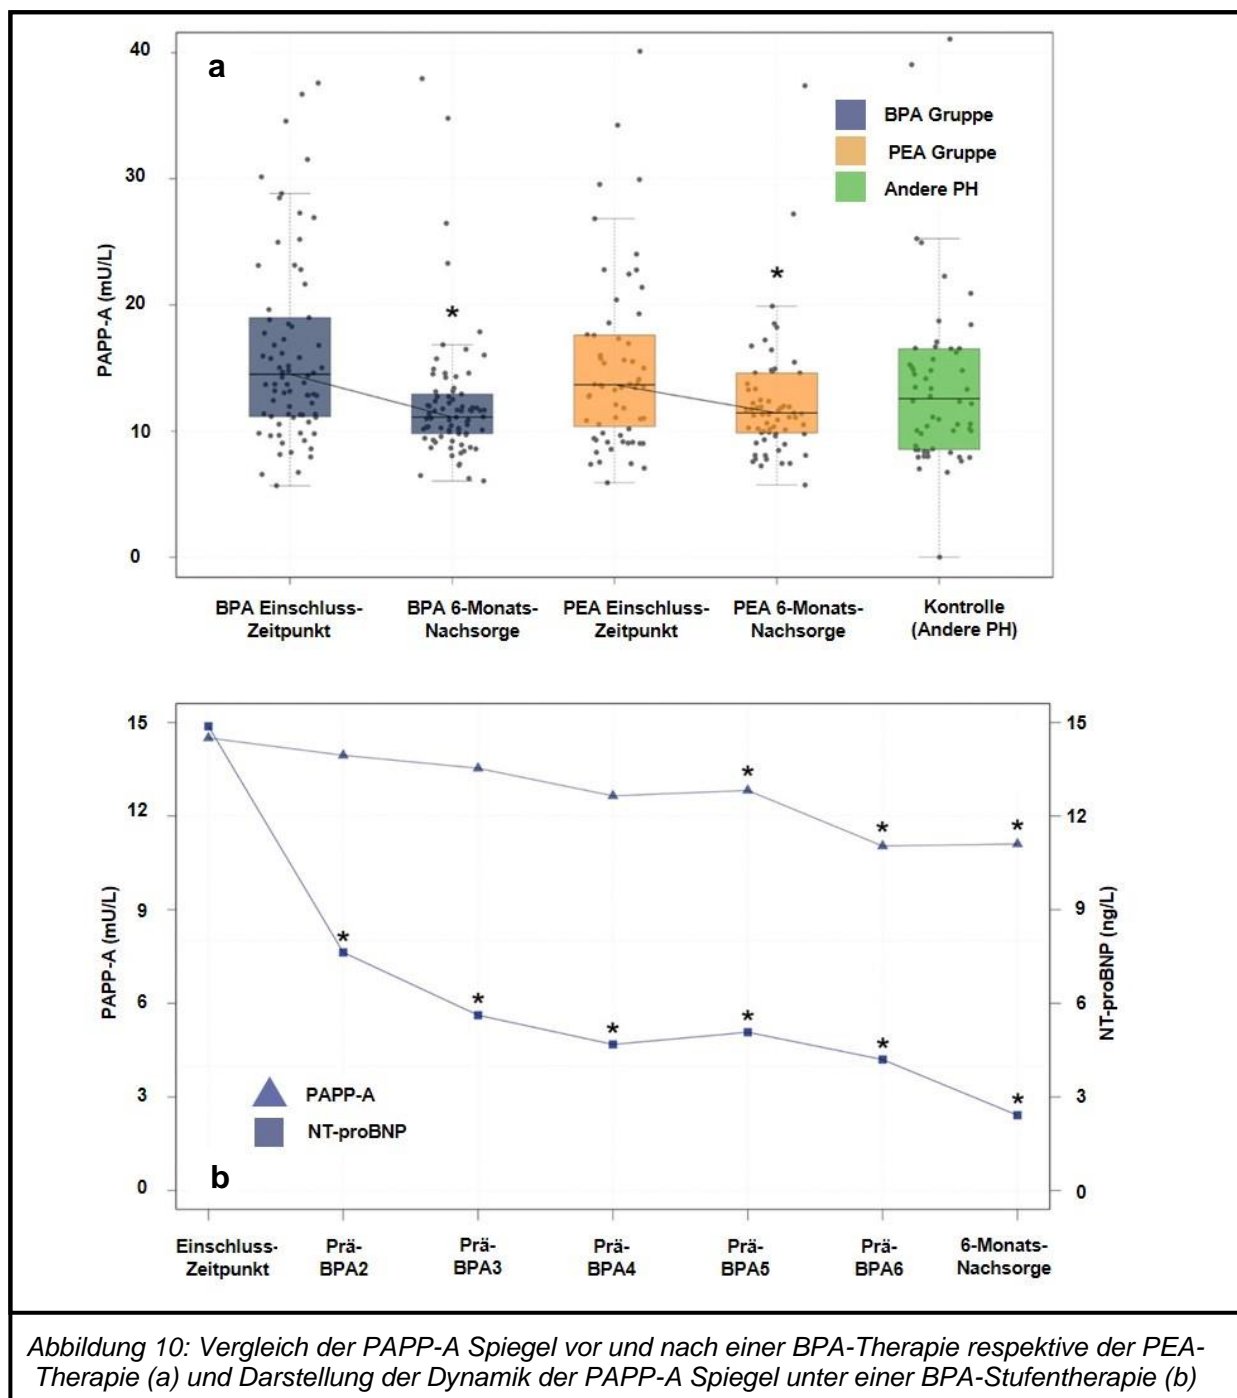 a
40
30
20
10
0
PAPP-A (mU/L)
BPA Gruppe
PEA Gruppe
Andere PH
*
*
BPA Einschluss-
Zeitpunkt
BPA 6-Monats-
Nachsorge
PEA Einschluss-
Zeitpunkt
PEA 6-Monats-
Nachsorge
Kontrolle
(Andere PH)
15
12
9
6
3
0
PAPP-A (mU/L)
15
12
9
6
3
0
NT-proBNP (ng/L)
* * *
* * * * * *
PAPP-A
NT-proBNP
b
Einschluss-
Zeitpunkt
Prä-
BPA2
Prä-
BPA3
Prä-
BPA4
Prä-
BPA5
Prä-
BPA6
6-Monats-
Nachsorge
Abbildung 10: Vergleich der PAPP-A Spiegel vor und nach einer BPA-Therapie respektive der PEA-
Therapie (a) und Darstellung der Dynamik der PAPP-A Spiegel unter einer BPA-Stufentherapie (b)